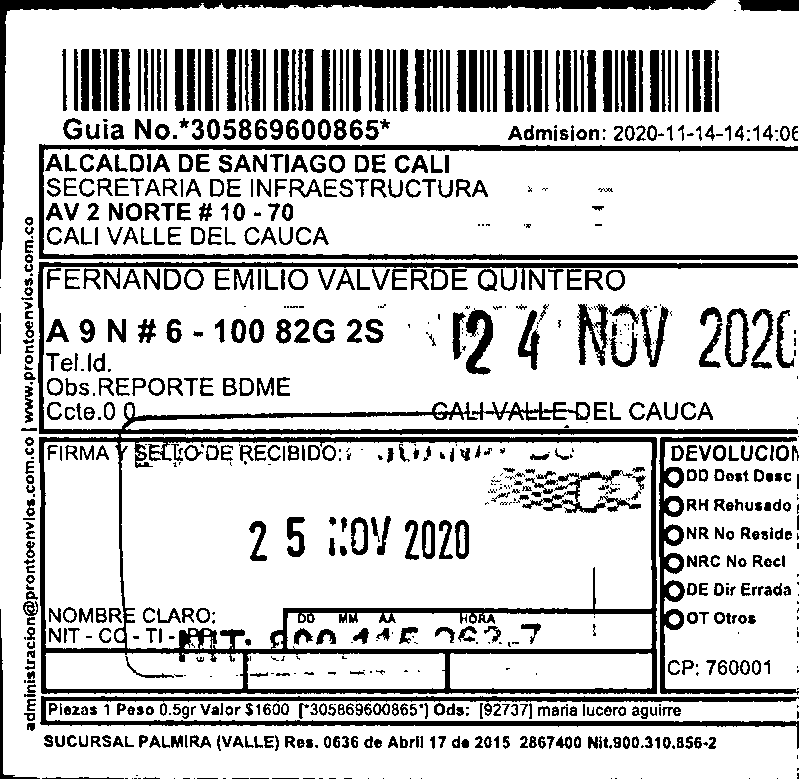 Guia No.*305869600865*
Admision: 2020-11-14-14:14:06
ALCALDIA DE SANTIAGO DE CALI
SECRETARIA DE INFRAESTRUCTURA
AV 2 NORTE # 10 - 70
CALI VALLE DEL CAUCA
FERNANDO EMILIO VALVERDE QUINTERO
A 9 N # 6 - 100 82G 2S
24 NOV 2020
Tel.Id.
Obs.REPORTE BDME
Ccte.0 0
CALI-VALLE-DEL CAUCA
FIRMA Y SELLO DE RECIBIDO:
25 NOV 2020
NOMBRE CLARO:
NIT - CC - TI -
DD MM AA HORA
NIT:
DEVOLUCION
DD Dest Desc
RH Rehusado
NR No Reside
NRC No Recl
DE Dir Errada
OT Otros
CP: 760001
Piezas 1 Peso 0.5gr Valor $1600 [*305869600865*] Ods: [92737] maria lucero aguirre
SUCURSAL PALMIRA (VALLE) Res. 0636 de Abril 17 de 2015 2867400 Nit.900.310.856-2
administracion@prontoenvios.com.co | www.prontoenvios.com.co